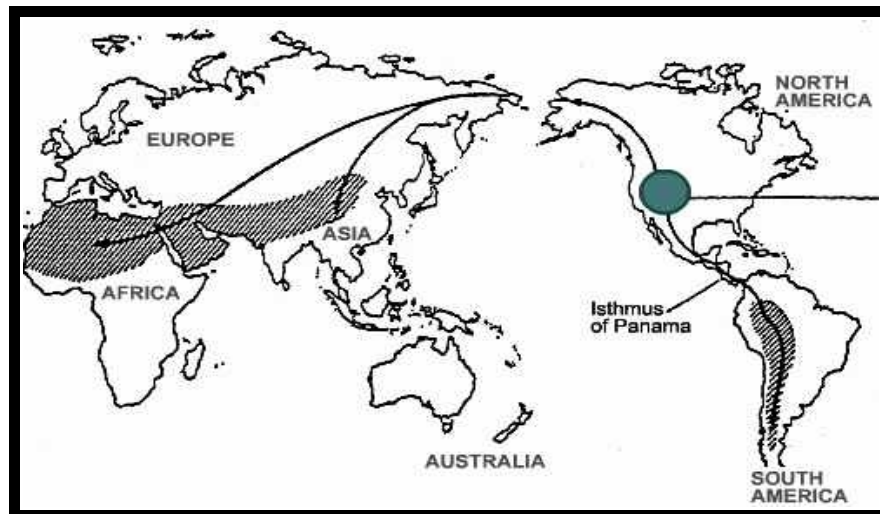 NORTH
AMERICA
EUROPE
ASIA
AFRICA
Isthmus
of Panama
AUSTRALIA
SOUTH
AMERICA